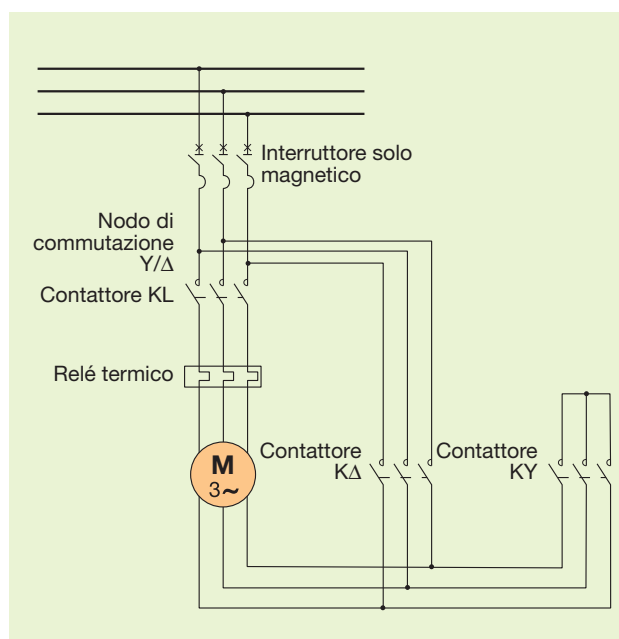 Interruttore solo
magnetico
Nodo di
commutazione
Y/Δ
Contattore KL
Relé termico
M
3~
Contattore
KΔ
Contattore
KY